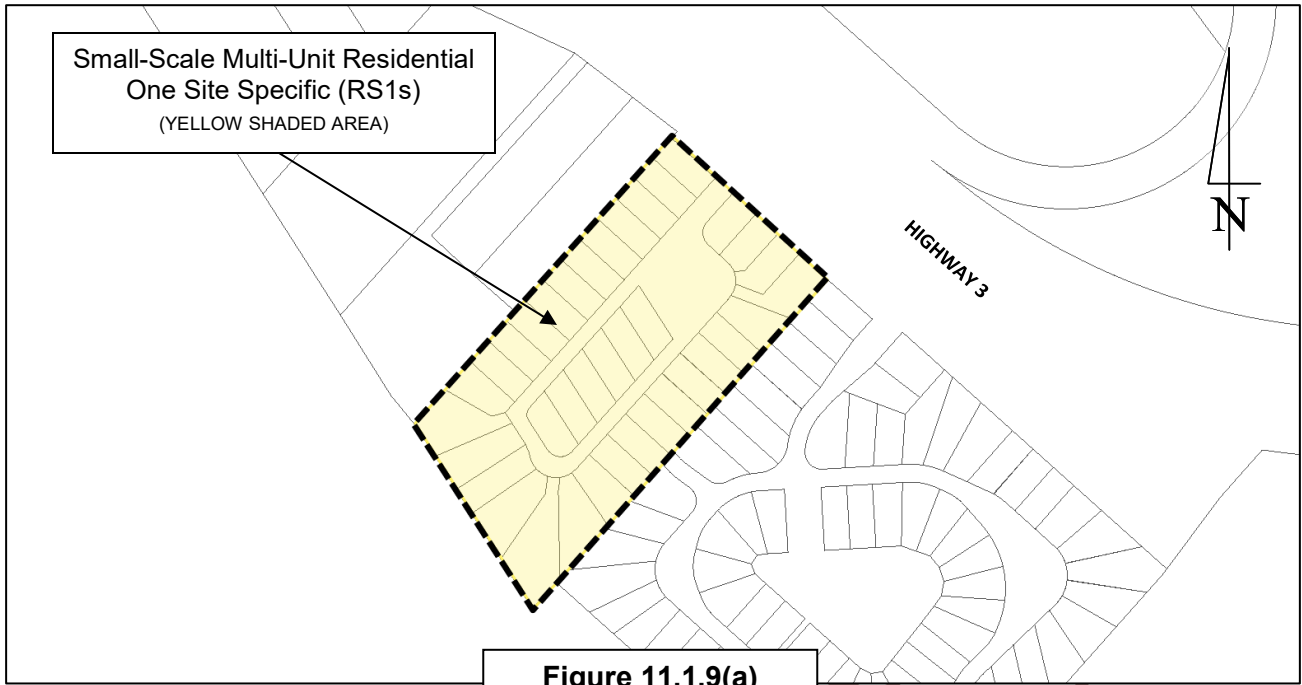 Small-Scale Multi-Unit Residential
One Site Specific (RS1s)
(YELLOW SHADED AREA)
N
HIGHWAY 3
Figure 11.1.9(a)